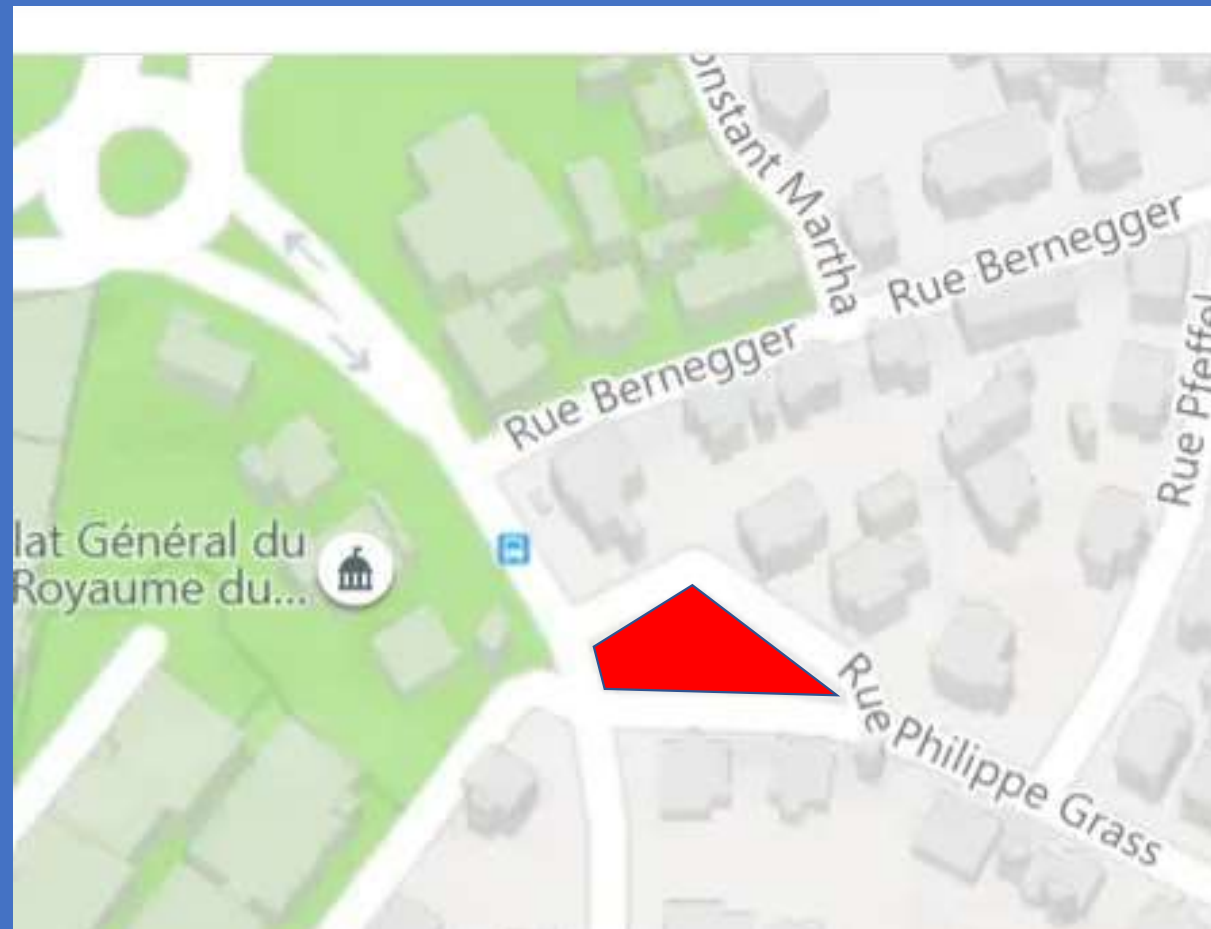 onstant Martha
Rue Bernegger
Rue Bernegger
Rue Pfeffel
lat Général du
Royaume du...
Rue Philippe Grass